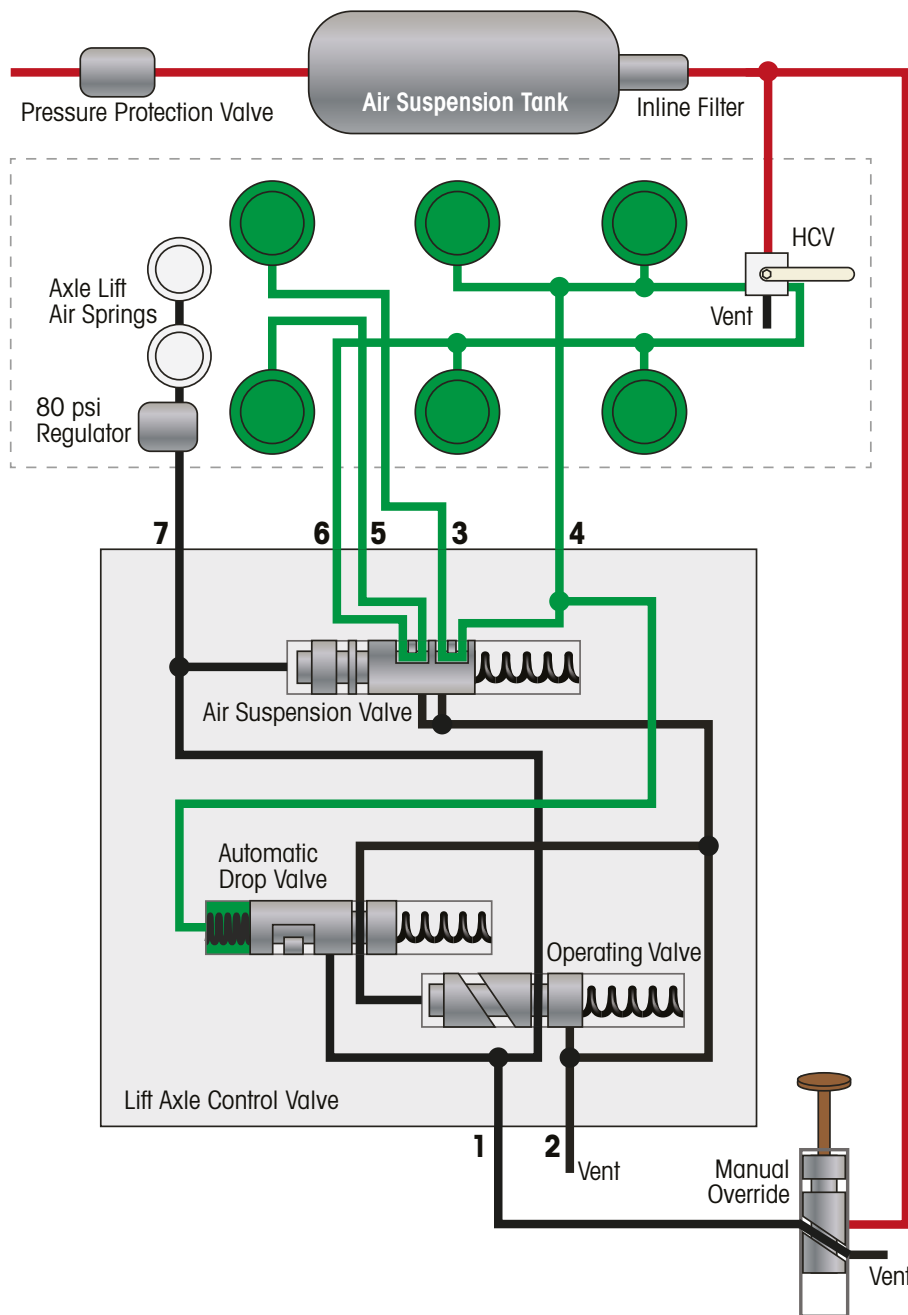 Air Suspension Tank
Pressure Protection Valve
Inline Filter
HCV
Axle Lift
Air Springs
Vent
80 psi
Regulator
7
6
5
3
4
Air Suspension Valve
Automatic
Drop Valve
Operating Valve
Lift Axle Control Valve
1
2
Vent
Manual
Override
Vent